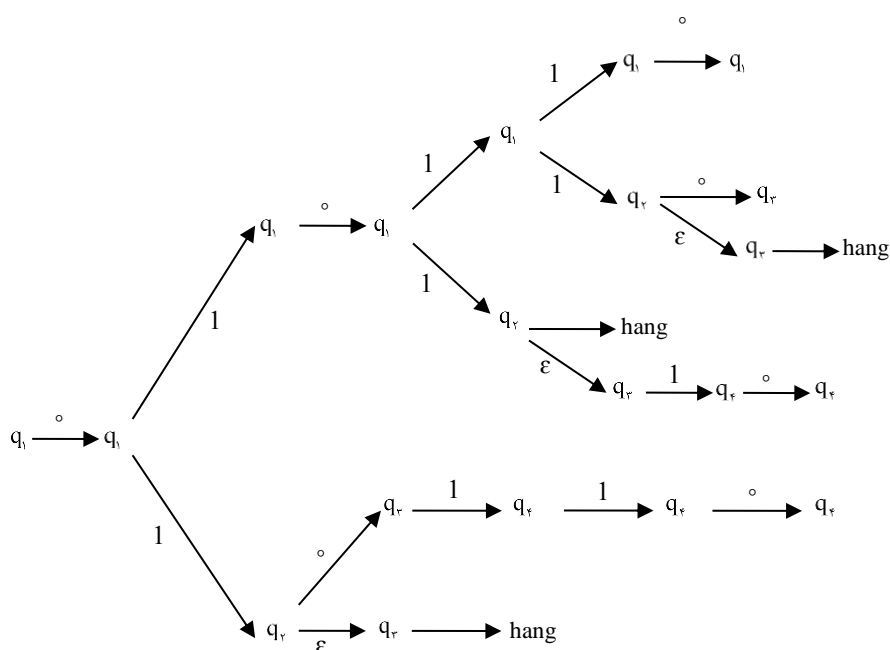 °
q۱ q۱
1
q۱
1
1 °
q۲ q۳
°
q۱ q۱
ε
q۳ hang
1
q۲ hang
1
ε 1 °
q۳ q۴ q۴
°
q۱ q۱
1 1 °
q۳ q۴ q۴ q۴
1
°
q۲ q۳ hang
ε